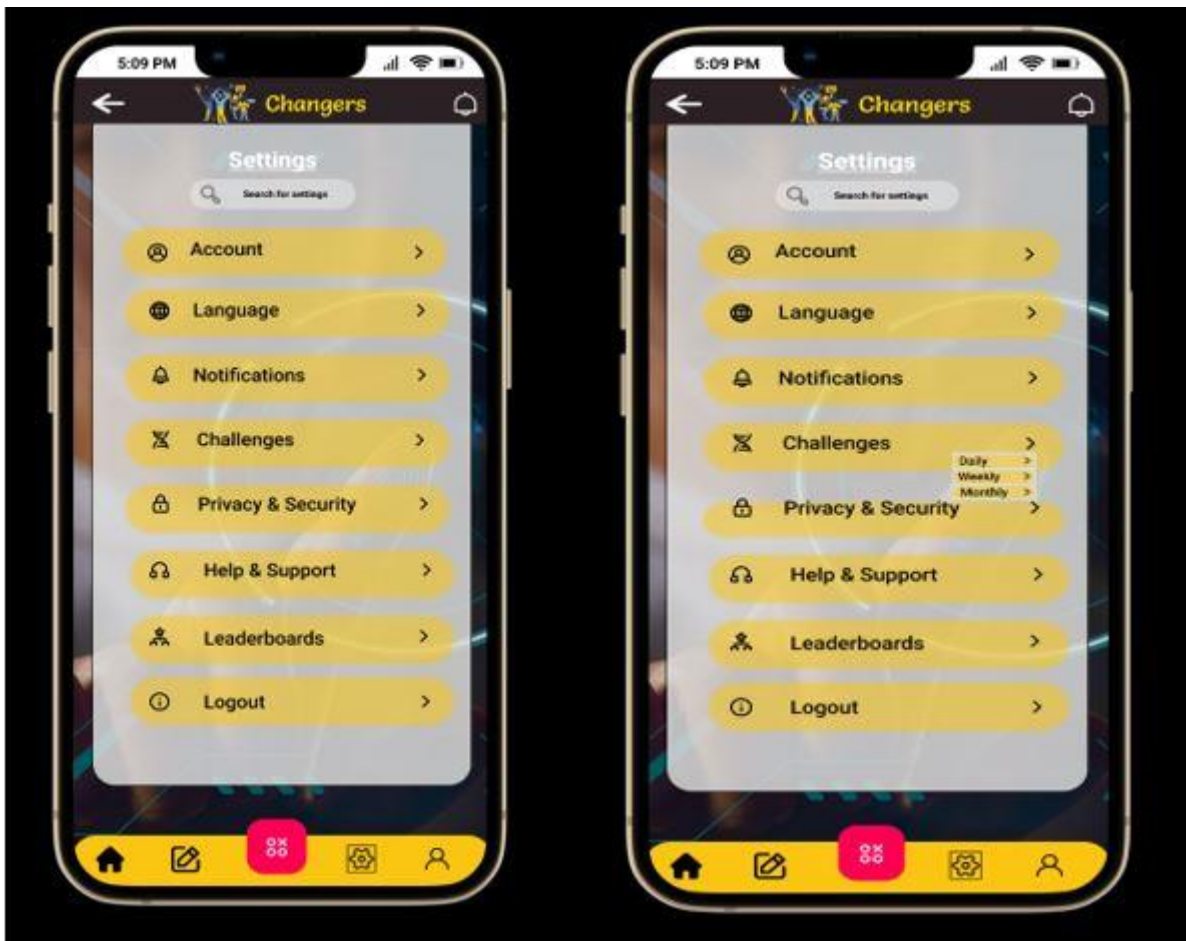 5:09 PM
Changers
Settings
Search for settings
Account
Language
Notifications
Challenges
Privacy & Security
Help & Support
Leaderboards
Logout
5:09 PM
Changers
Settings
Search for settings
Account
Language
Notifications
Challenges
Daily
Weekly
Monthly
Privacy & Security
Help & Support
Leaderboards
Logout